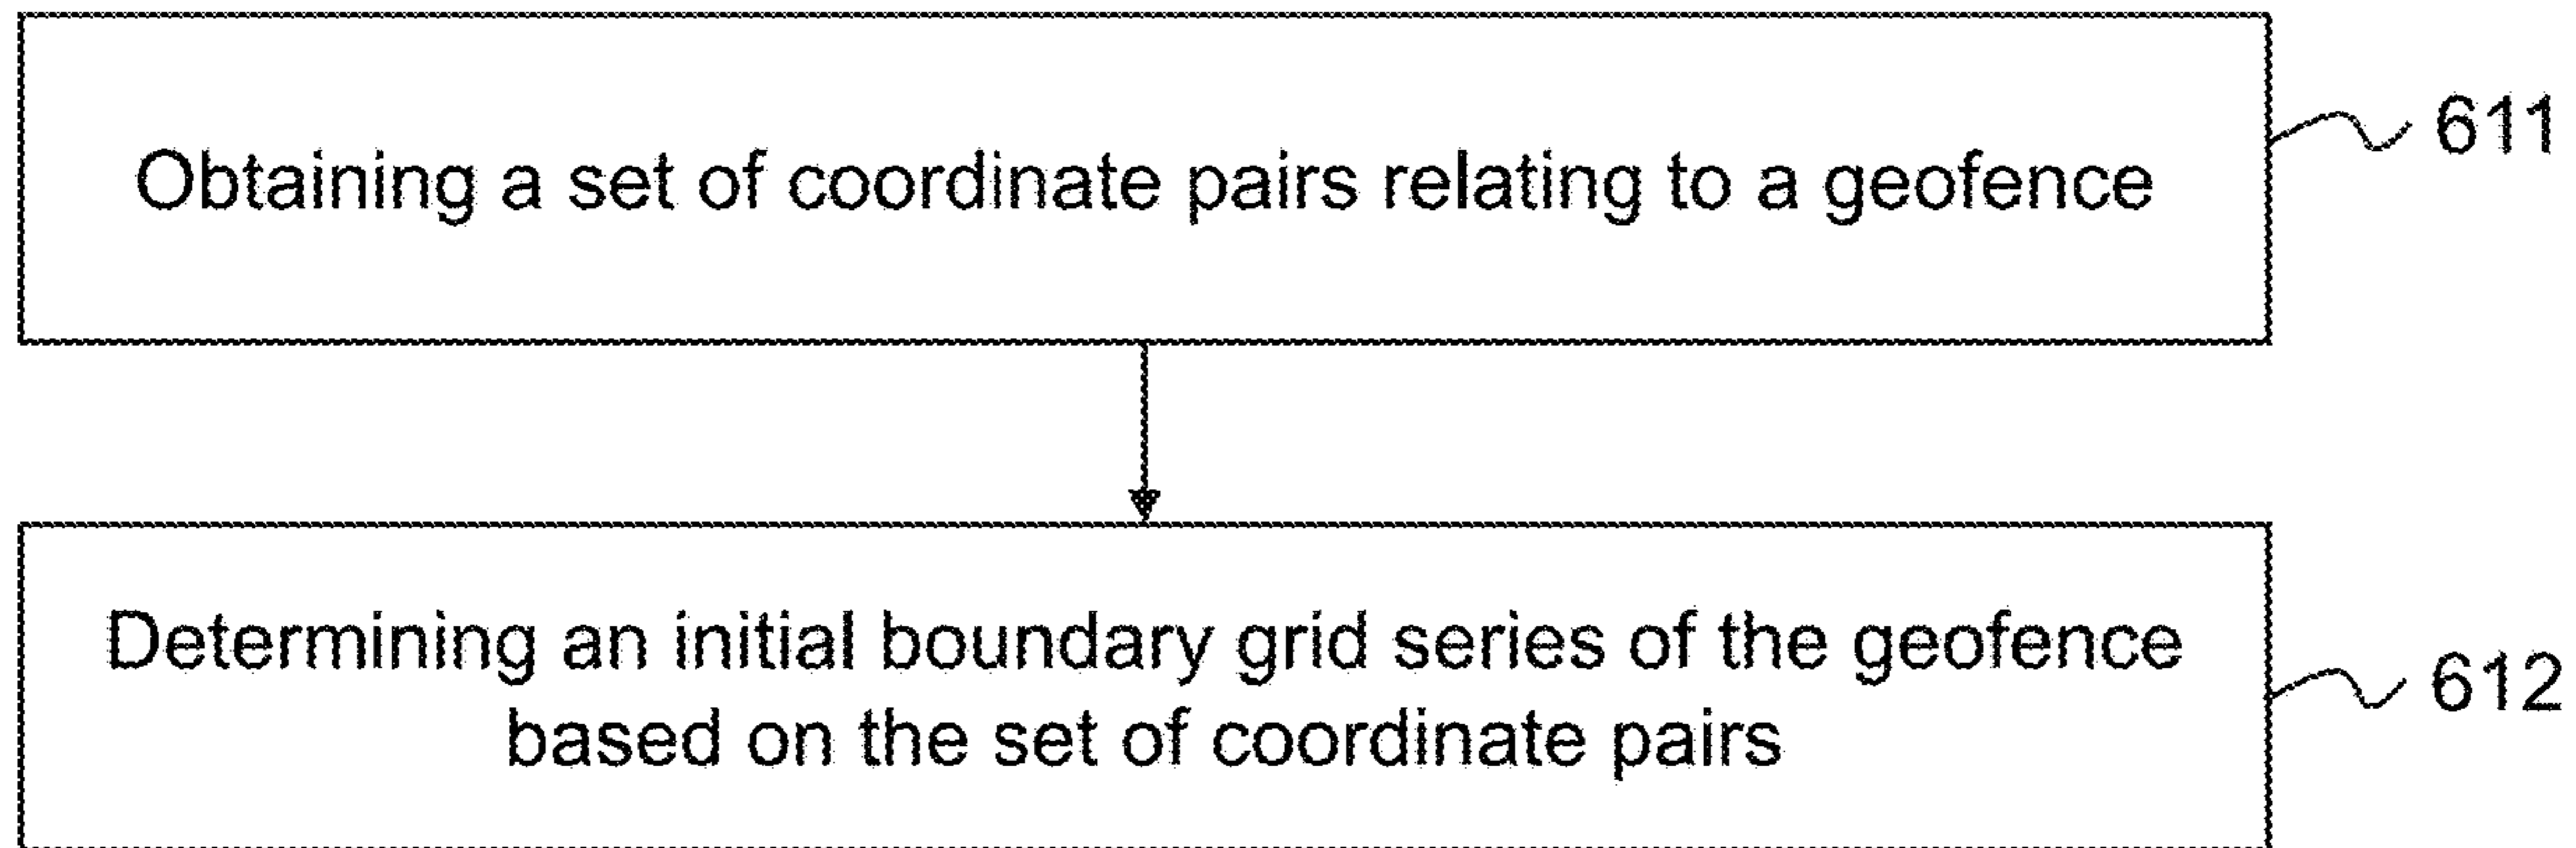 Obtaining a set of coordinate pairs relating to a geofence
611
Determining an initial boundary grid series of the geofence
based on the set of coordinate pairs
612